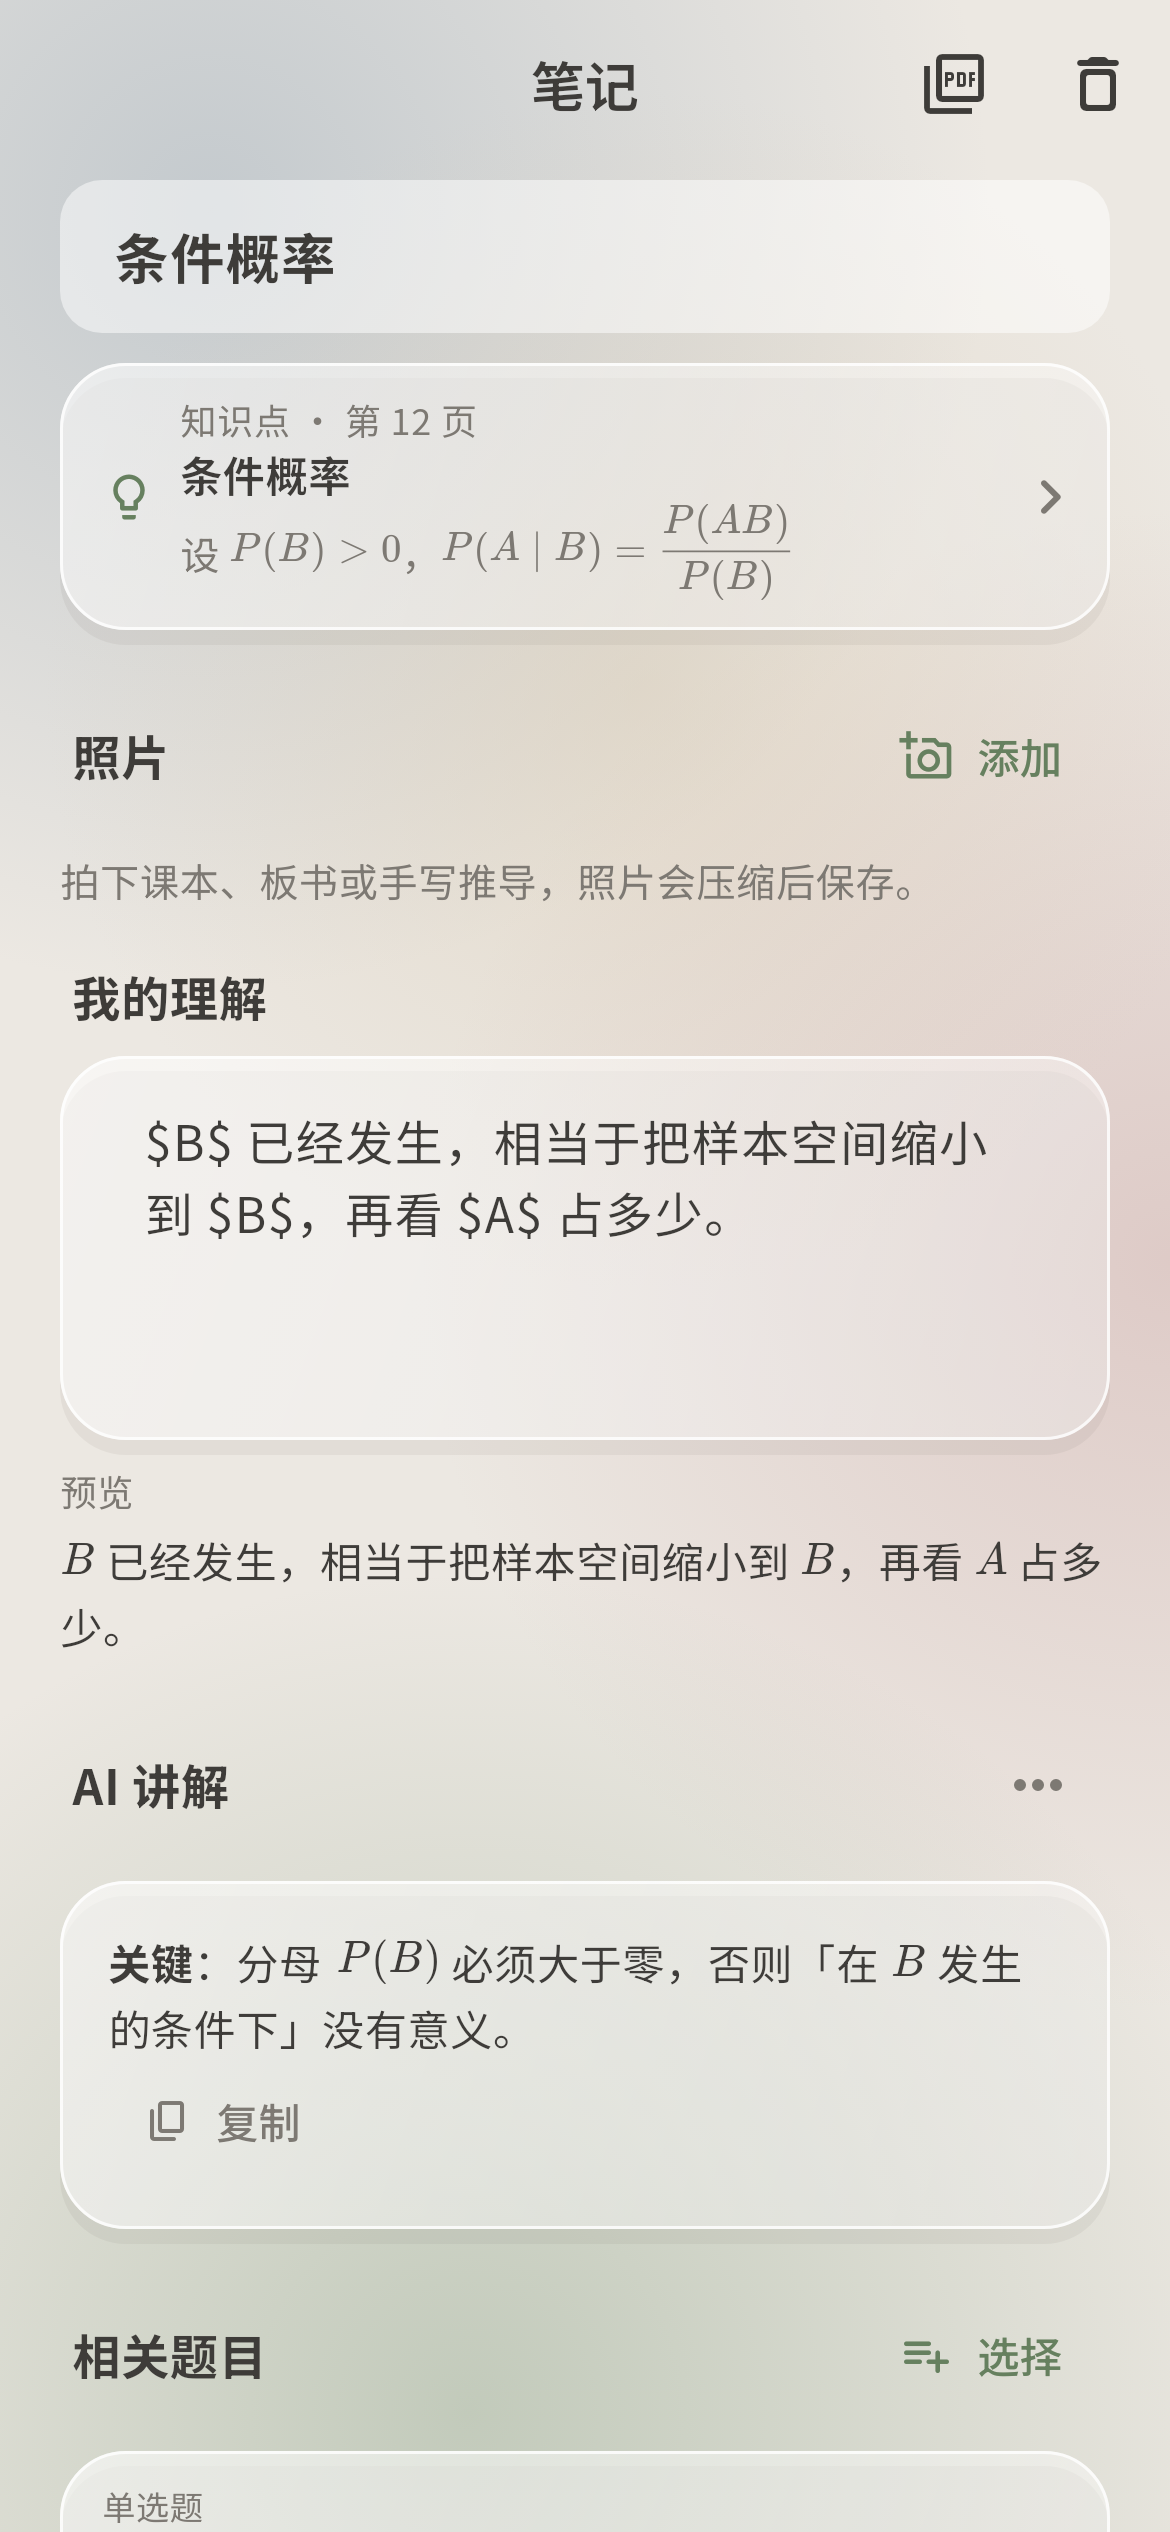 笔记
PDF
条件概率
知识点 · 第 12 页
条件概率
设 P(B) > 0，P(A | B) = P(AB) / P(B)
照片
添加
拍下课本、板书或手写推导，照片会压缩后保存。
我的理解
$B$ 已经发生，相当于把样本空间缩小
到 $B$，再看 $A$ 占多少。
预览
B 已经发生，相当于把样本空间缩小到 B，再看 A 占多
少。
AI 讲解
关键：分母 P(B) 必须大于零，否则「在 B 发生
的条件下」没有意义。
复制
相关题目
选择
单选题